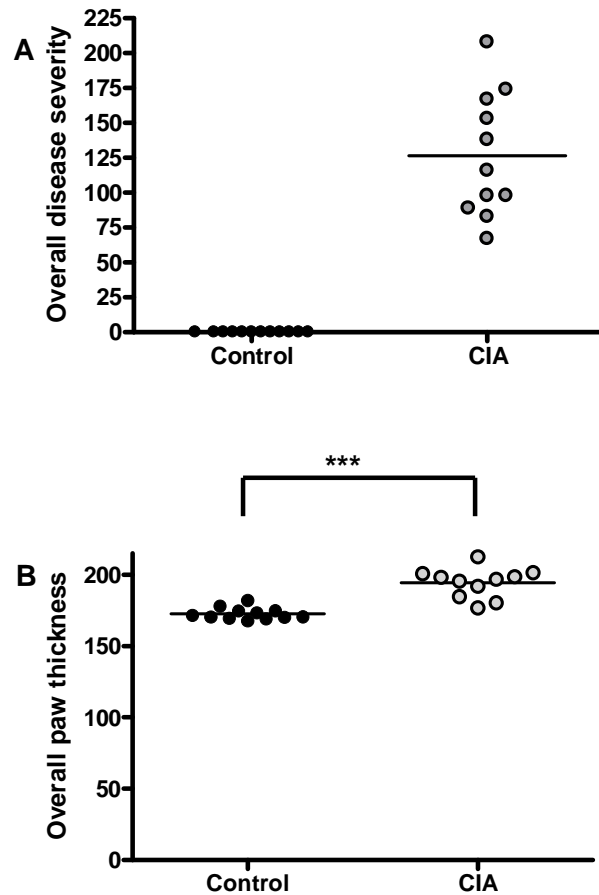 A
Overall disease severity
225
200
175
150
125
100
75
50
25
0
Control
CIA
***
B
Overall paw thickness
200
150
100
50
0
Control
CIA